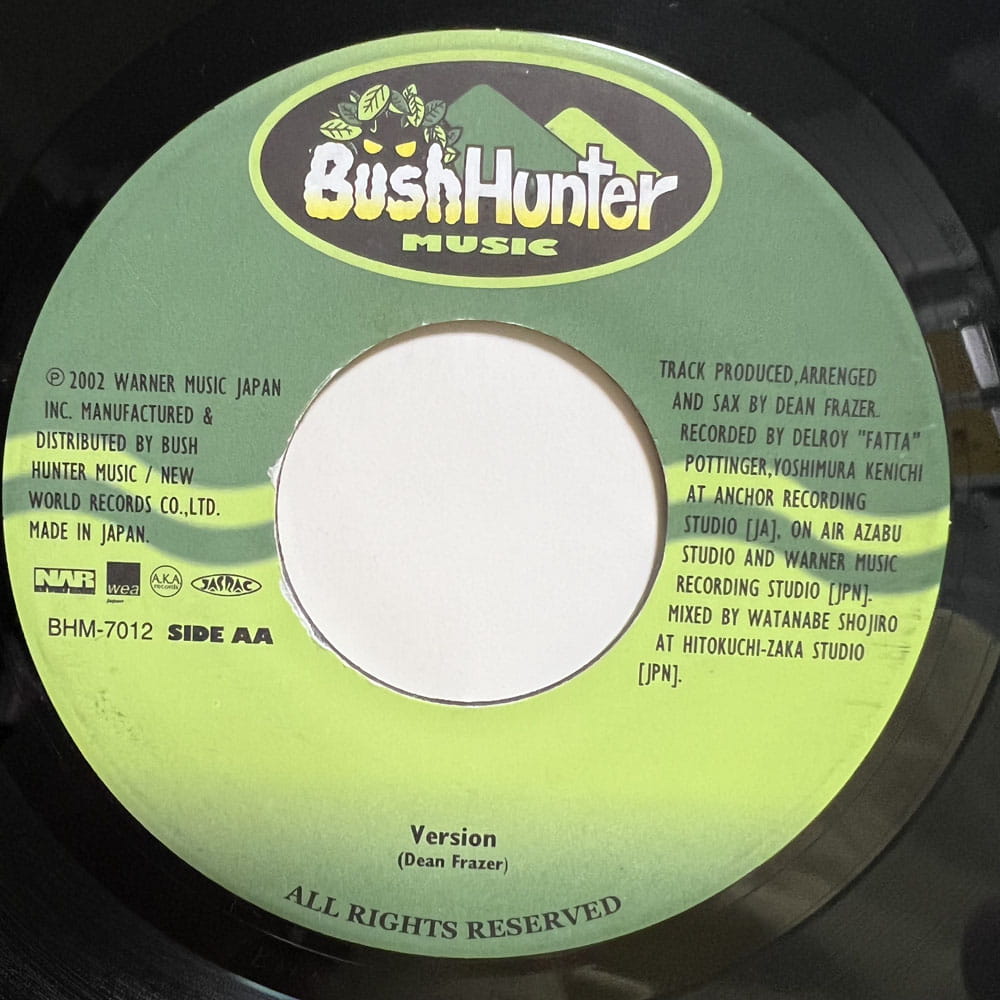 BushHunter
MUSIC
℗ 2002 WARNER MUSIC JAPAN
INC. MANUFACTURED &
DISTRIBUTED BY BUSH
HUNTER MUSIC / NEW
WORLD RECORDS CO.,LTD.
MADE IN JAPAN.
NWR
wea
A.K.A
records
JASRAC
BHM-7012 SIDE AA
TRACK PRODUCED,ARRENGED
AND SAX BY DEAN FRAZER.
RECORDED BY DELROY "FATTA"
POTTINGER,YOSHIMURA KENICHI
AT ANCHOR RECORDING
STUDIO [JA], ON AIR AZABU
STUDIO AND WARNER MUSIC
RECORDING STUDIO [JPN].
MIXED BY WATANABE SHOJIRO
AT HITOKUCHI-ZAKA STUDIO
[JPN].
Version
(Dean Frazer)
ALL RIGHTS RESERVED